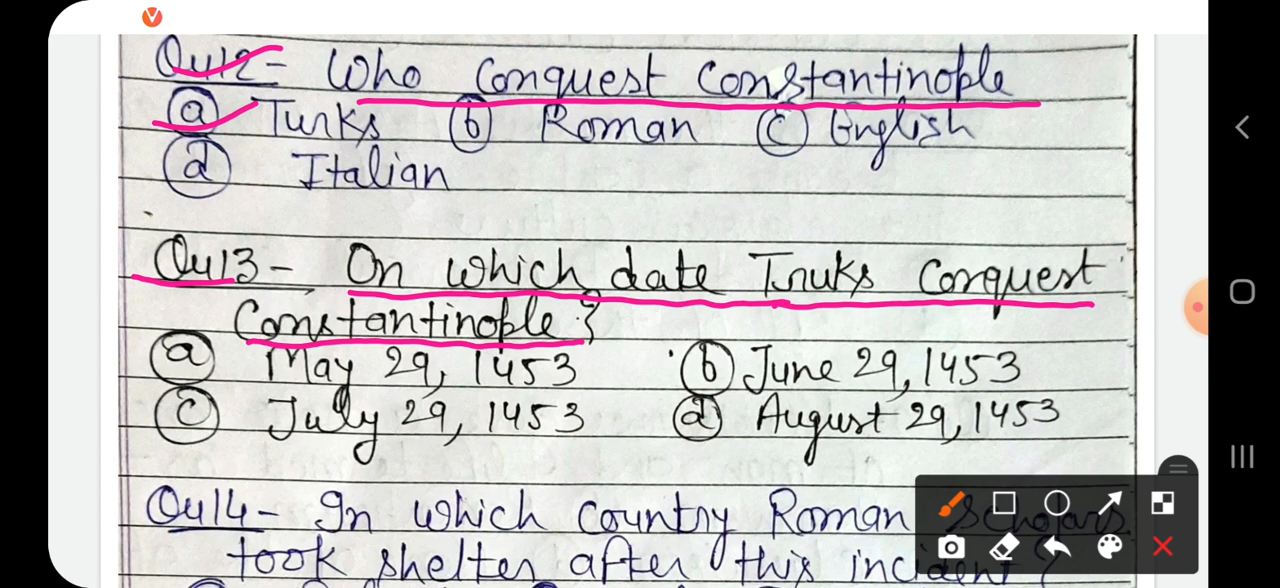 Qu12- Who Conquest Constantinople
(a) Turks (b) Roman (c) English
(d) Italian
Qu13- On which date Truks Conquest
Constantinople?
(a) May 29, 1453 (b) June 29, 1453
(c) July 29, 1453 (d) August 29, 1453
Qu14- In which Country Roman Scholars
took shelter after this incident?